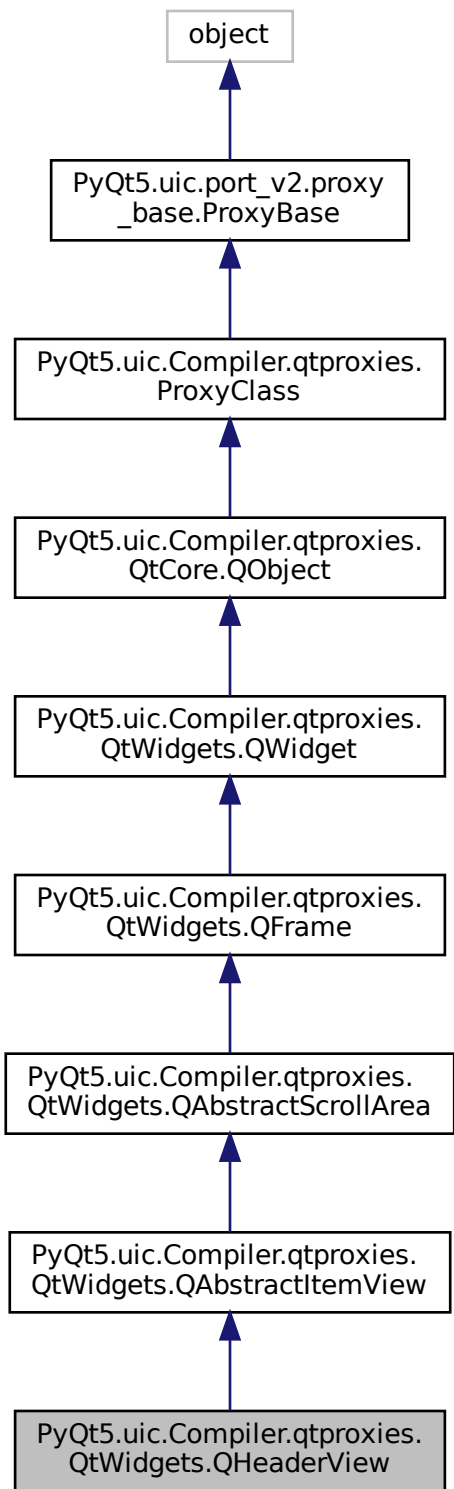 object
PyQt5.uic.port_v2.proxy
_base.ProxyBase
PyQt5.uic.Compiler.qtproxies.
ProxyClass
PyQt5.uic.Compiler.qtproxies.
QtCore.QObject
PyQt5.uic.Compiler.qtproxies.
QtWidgets.QWidget
PyQt5.uic.Compiler.qtproxies.
QtWidgets.QFrame
PyQt5.uic.Compiler.qtproxies.
QtWidgets.QAbstractScrollArea
PyQt5.uic.Compiler.qtproxies.
QtWidgets.QAbstractItemView
PyQt5.uic.Compiler.qtproxies.
QtWidgets.QHeaderView